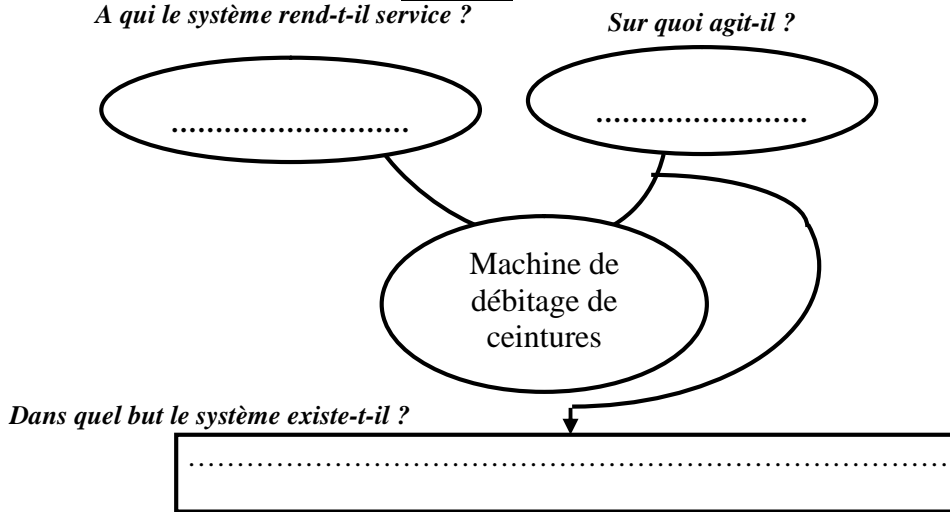 A qui le système rend-t-il service ?
Sur quoi agit-il ?
...........................
........................
Machine de
débitage de
ceintures
Dans quel but le système existe-t-il ?
................................................................................